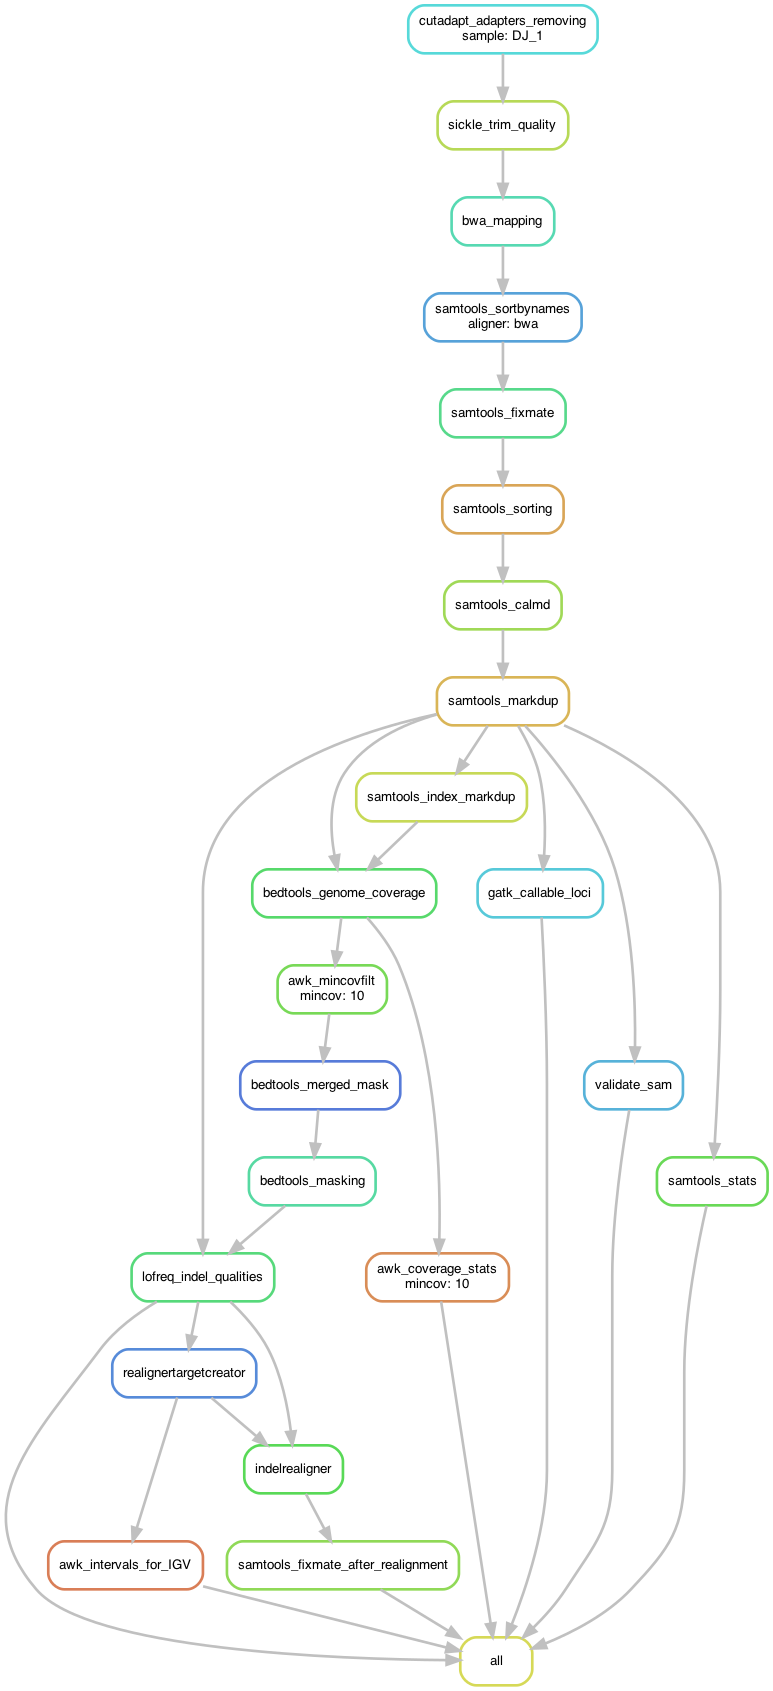 cutadapt_adapters_removing
sample: DJ_1
sickle_trim_quality
bwa_mapping
samtools_sortbynames
aligner: bwa
samtools_fixmate
samtools_sorting
samtools_calmd
samtools_markdup
samtools_index_markdup
bedtools_genome_coverage
gatk_callable_loci
awk_mincovfilt
mincov: 10
bedtools_merged_mask
validate_sam
bedtools_masking
samtools_stats
lofreq_indel_qualities
awk_coverage_stats
mincov: 10
realignertargetcreator
indelrealigner
awk_intervals_for_IGV
samtools_fixmate_after_realignment
all